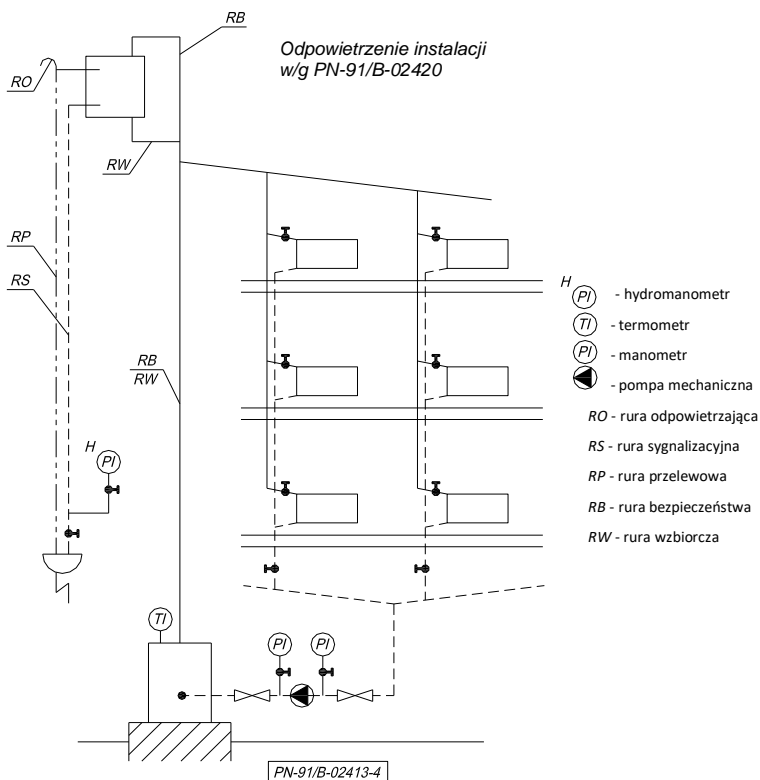 RB
Odpowietrzenie instalacji
w/g PN-91/B-02420
RO
RW
RP
RS
RB
RW
H
PI
TI
PI
PI
PN-91/B-02413-4
H
PI - hydromanometr
TI - termometr
PI - manometr
- pompa mechaniczna
RO - rura odpowietrzająca
RS - rura sygnalizacyjna
RP - rura przelewowa
RB - rura bezpieczeństwa
RW - rura wzbiorcza